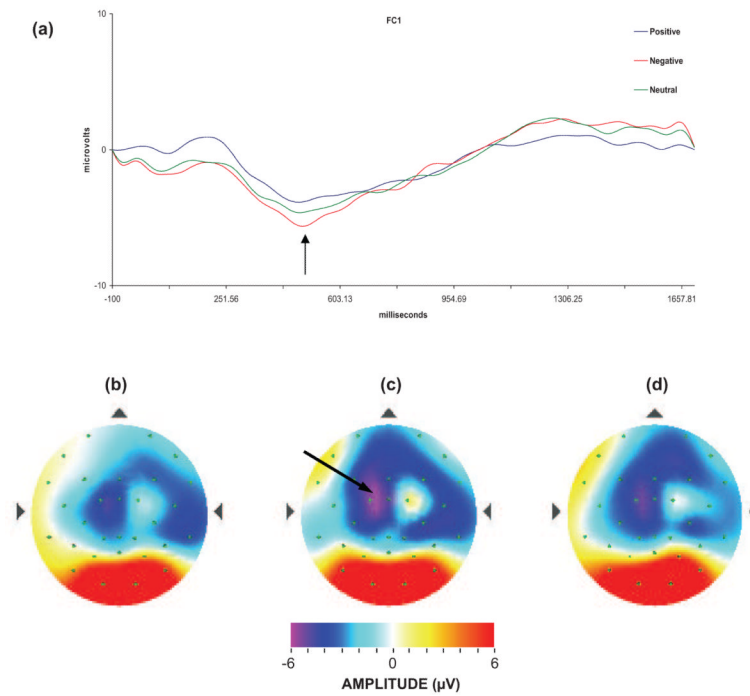 (a)
FC1
10
Positive
Negative
Neutral
microvolts
0
-10
-100
251.56
603.13
954.69
1306.25
1657.81
milliseconds
(b)
(c)
(d)
-6
0
6
AMPLITUDE (µV)